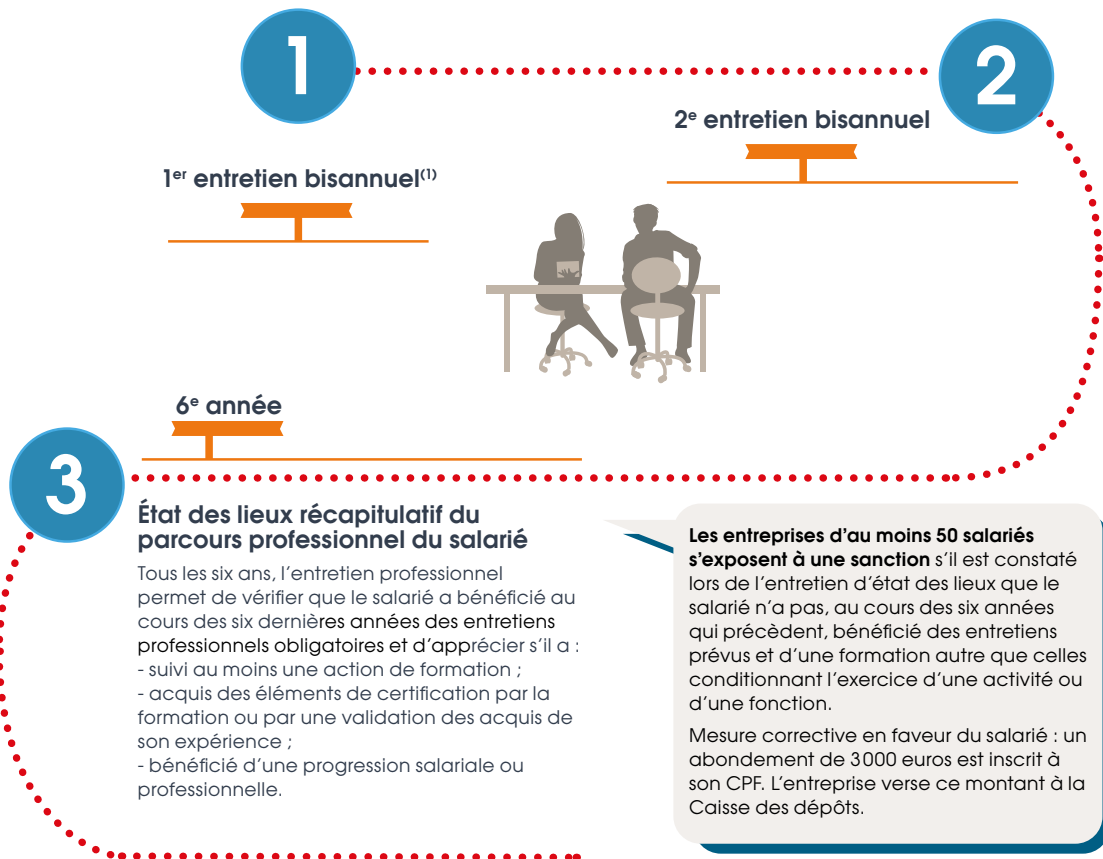 1
2
1er entretien bisannuel(1)
2e entretien bisannuel
3
6e année
État des lieux récapitulatif du
parcours professionnel du salarié
Tous les six ans, l’entretien professionnel
permet de vérifier que le salarié a bénéficié au
cours des six dernières années des entretiens
professionnels obligatoires et d’apprécier s’il a :
- suivi au moins une action de formation ;
- acquis des éléments de certification par la
formation ou par une validation des acquis de
son expérience ;
- bénéficié d’une progression salariale ou
professionnelle.
Les entreprises d’au moins 50 salariés
s’exposent à une sanction s’il est constaté
lors de l’entretien d’état des lieux que le
salarié n’a pas, au cours des six années
qui précèdent, bénéficié des entretiens
prévus et d’une formation autre que celles
conditionnant l’exercice d’une activité ou
d’une fonction.
Mesure corrective en faveur du salarié : un
abondement de 3000 euros est inscrit à
son CPF. L’entreprise verse ce montant à la
Caisse des dépôts.